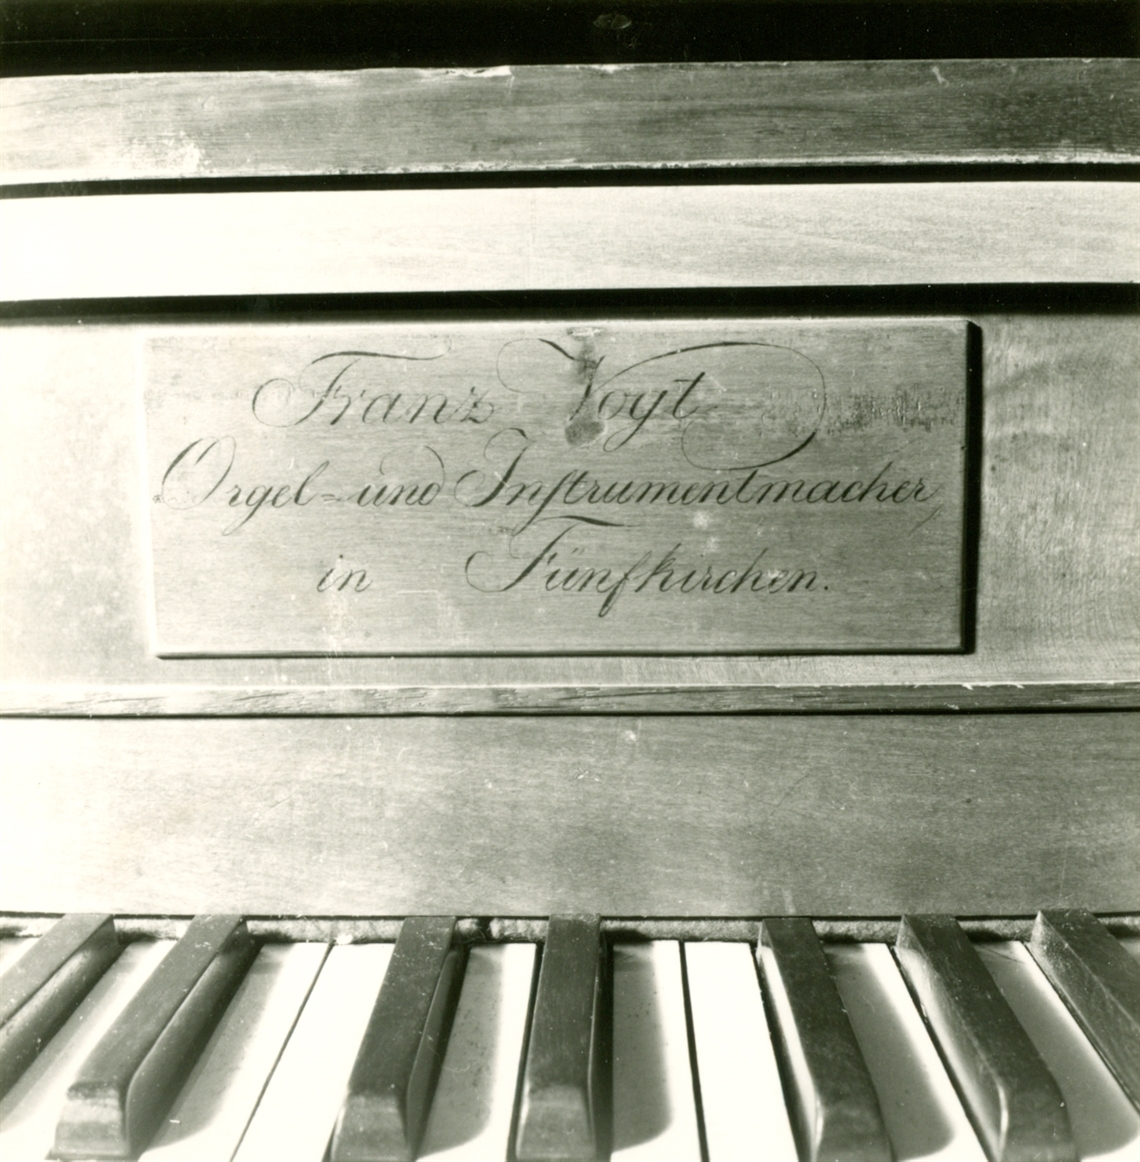 Franz Vogt
Orgel= und Instrumentmacher,
in Fünfkirchen.